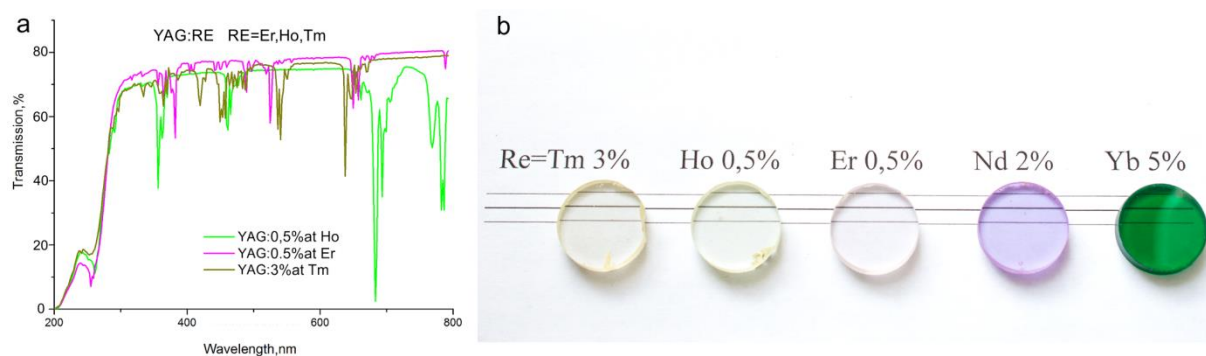 a
YAG:RE RE=Er,Ho,Tm
80
60
40
20
0
Transmission,%
YAG:0,5%at Ho
YAG:0.5%at Er
YAG:3%at Tm
200 400 600 800
Wavelength,nm
b
Re=Tm 3% Ho 0,5% Er 0,5% Nd 2% Yb 5%